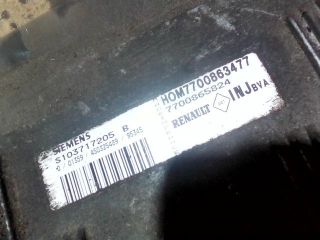 SIEMENS
S103717205 B
HOM7700863477
7700865824
RENAULT INJ BVA